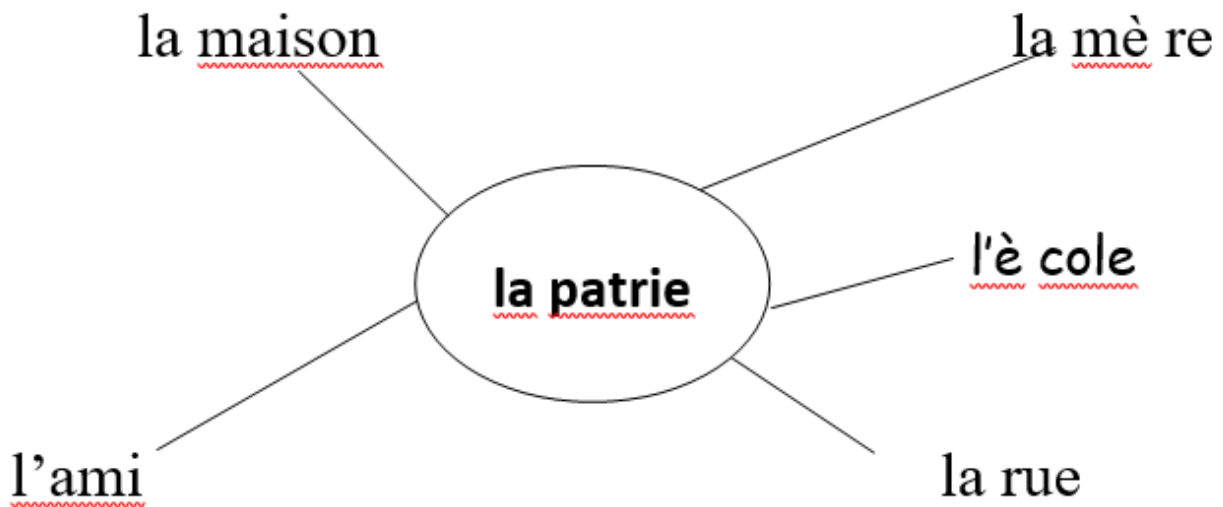 la maison
la mè re
l'è cole
la patrie
l’ami
la rue